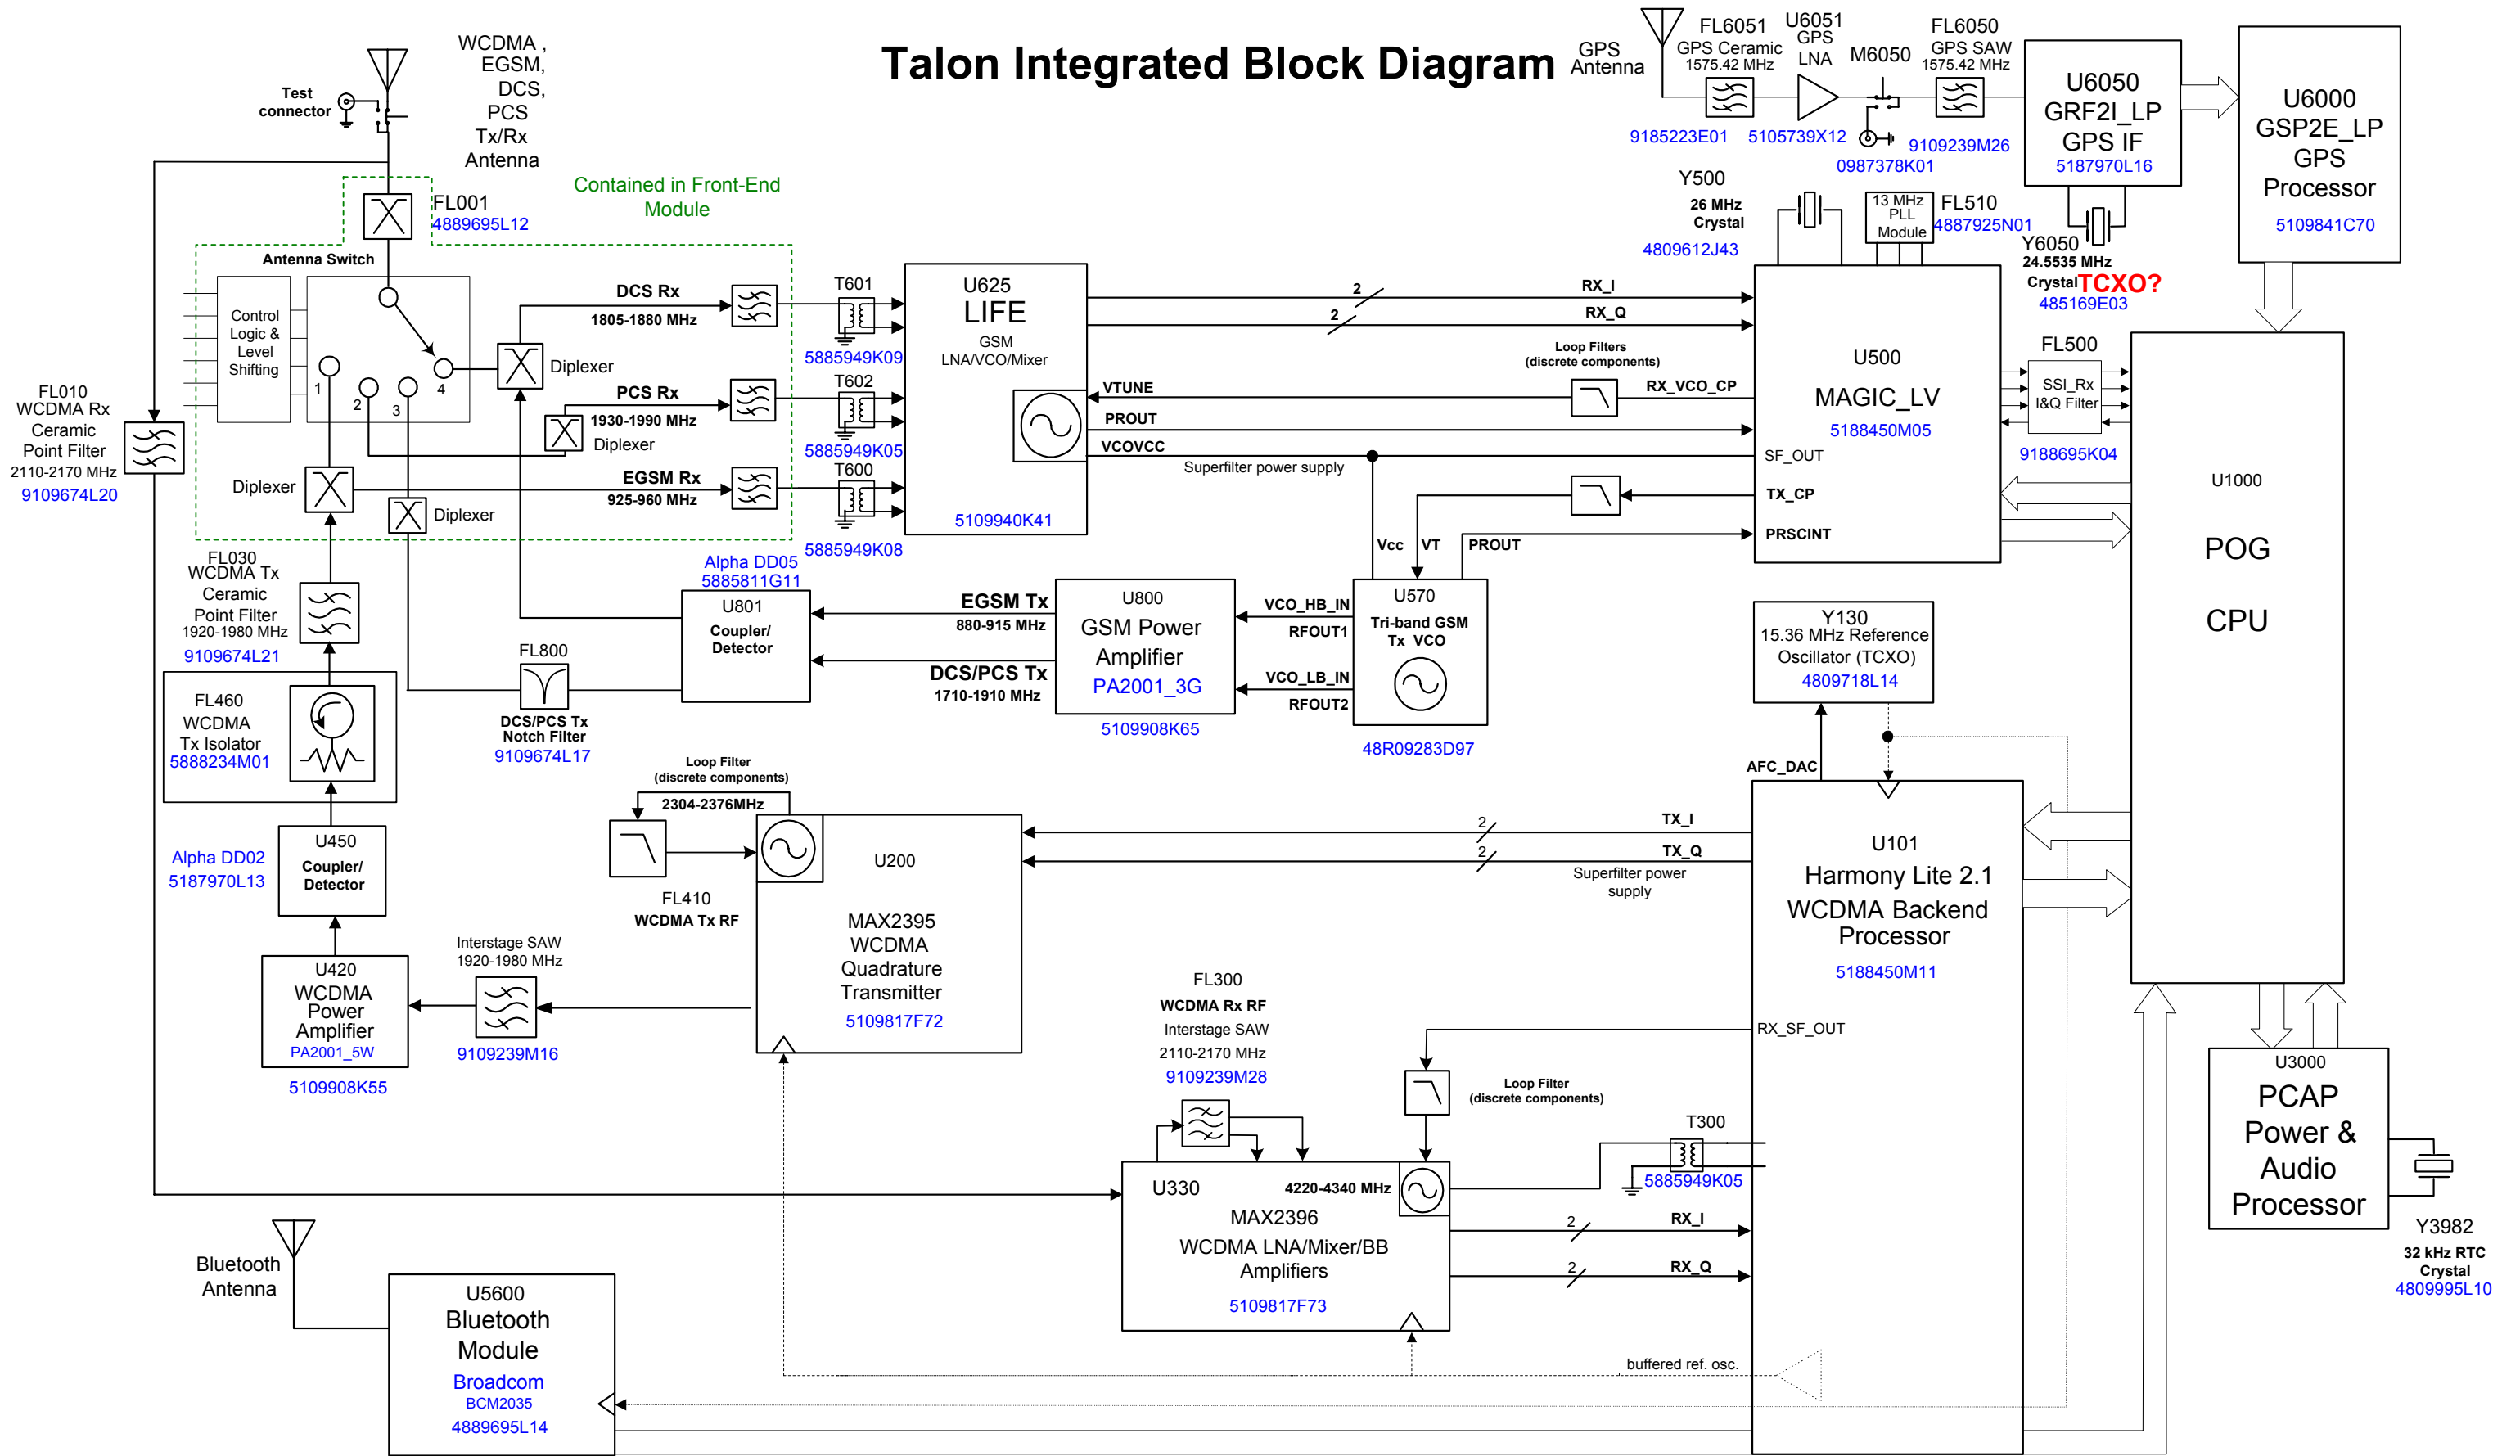 Talon Integrated Block Diagram
WCDMA ,
EGSM,
DCS,
PCS
Tx/Rx
Antenna
Test
connector
Contained in Front-End
Module
FL001
4889695L12
Antenna Switch
Control
Logic &
Level
Shifting
1
2
3
4
Diplexer
DCS Rx
1805-1880 MHz
PCS Rx
1930-1990 MHz
Diplexer
EGSM Rx
925-960 MHz
Diplexer
Diplexer
FL010
WCDMA Rx
Ceramic
Point Filter
2110-2170 MHz
9109674L20
FL030
WCDMA Tx
Ceramic
Point Filter
1920-1980 MHz
9109674L21
FL460
WCDMA
Tx Isolator
5888234M01
U450
Coupler/
Detector
Alpha DD02
5187970L13
U420
WCDMA
Power
Amplifier
PA2001_5W
5109908K55
Interstage SAW
1920-1980 MHz
9109239M16
T601
5885949K09
T602
5885949K05
T600
5885949K08
U625
LIFE
GSM
LNA/VCO/Mixer
5109940K41
2
RX_I
2
RX_Q
Loop Filters
(discrete components)
VTUNE
RX_VCO_CP
PROUT
VCOVCC
Superfilter power supply
SF_OUT
TX_CP
PRSCINT
Vcc
VT
PROUT
Alpha DD05
5885811G11
U801
Coupler/
Detector
FL800
DCS/PCS Tx
Notch Filter
9109674L17
EGSM Tx
880-915 MHz
DCS/PCS Tx
1710-1910 MHz
U800
GSM Power
Amplifier
PA2001_3G
5109908K65
VCO_HB_IN
RFOUT1
VCO_LB_IN
RFOUT2
U570
Tri-band GSM
Tx VCO
48R09283D97
GPS
Antenna
FL6051
GPS Ceramic
1575.42 MHz
9185223E01
U6051
GPS
LNA
5105739X12
M6050
0987378K01
FL6050
GPS SAW
1575.42 MHz
9109239M26
U6050
GRF2I_LP
GPS IF
5187970L16
U6000
GSP2E_LP
GPS
Processor
5109841C70
Y500
26 MHz
Crystal
4809612J43
13 MHz
PLL
Module
FL510
4887925N01
Y6050
24.5535 MHz
Crystal TCXO?
485169E03
U500
MAGIC_LV
5188450M05
FL500
SSI_Rx
I&Q Filter
9188695K04
U1000
POG
CPU
Y130
15.36 MHz Reference
Oscillator (TCXO)
4809718L14
AFC_DAC
Loop Filter
(discrete components)
2304-2376MHz
FL410
WCDMA Tx RF
U200
MAX2395
WCDMA
Quadrature
Transmitter
5109817F72
2
TX_I
2
TX_Q
Superfilter power
supply
U101
Harmony Lite 2.1
WCDMA Backend
Processor
5188450M11
RX_SF_OUT
FL300
WCDMA Rx RF
Interstage SAW
2110-2170 MHz
9109239M28
Loop Filter
(discrete components)
T300
5885949K05
U330
4220-4340 MHz
MAX2396
WCDMA LNA/Mixer/BB
Amplifiers
5109817F73
2
RX_I
2
RX_Q
buffered ref. osc.
U3000
PCAP
Power &
Audio
Processor
Y3982
32 kHz RTC
Crystal
4809995L10
Bluetooth
Antenna
U5600
Bluetooth
Module
Broadcom
BCM2035
4889695L14